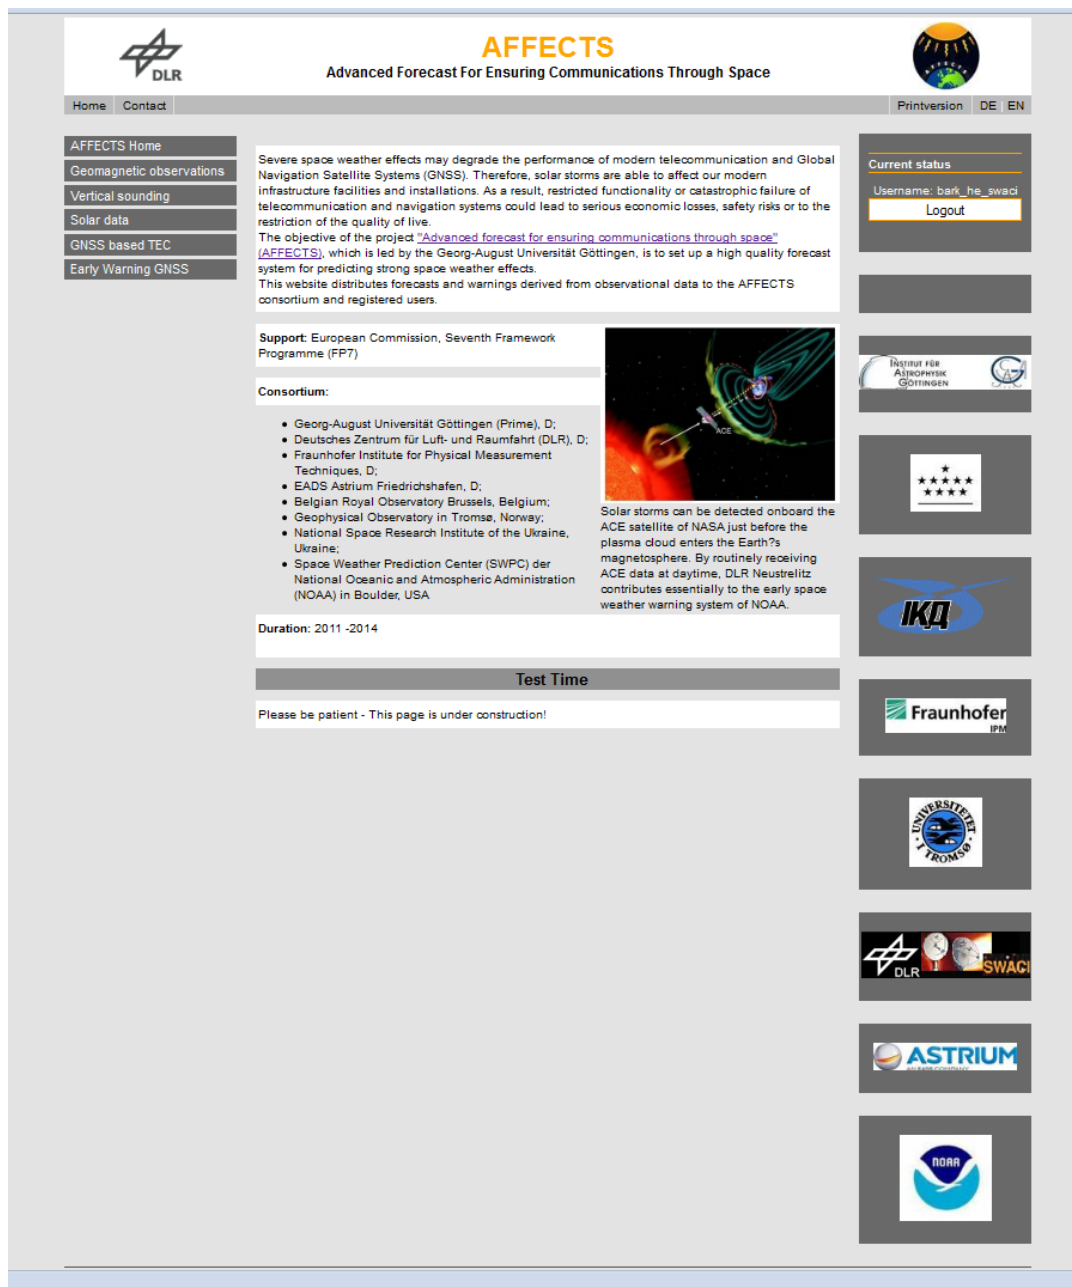 DLR
AFFECTS
Advanced Forecast For Ensuring Communications Through Space
AFFECTS
Home
Contact
Printversion
DE | EN
AFFECTS Home
Geomagnetic observations
Vertical sounding
Solar data
GNSS based TEC
Early Warning GNSS
Severe space weather effects may degrade the performance of modern telecommunication and Global
Navigation Satellite Systems (GNSS). Therefore, solar storms are able to affect our modern
infrastructure facilities and installations. As a result, restricted functionality or catastrophic failure of
telecommunication and navigation systems could lead to serious economic losses, safety risks or to the
restriction of the quality of live.
The objective of the project "Advanced forecast for ensuring communications through space"
(AFFECTS), which is led by the Georg-August Universität Göttingen, is to set up a high quality forecast
system for predicting strong space weather effects.
This website distributes forecasts and warnings derived from observational data to the AFFECTS
consortium and registered users.
Support: European Commission, Seventh Framework
Programme (FP7)
Consortium:
Georg-August Universität Göttingen (Prime), D;
Deutsches Zentrum für Luft- und Raumfahrt (DLR), D;
Fraunhofer Institute for Physical Measurement
Techniques, D;
EADS Astrium Friedrichshafen, D;
Belgian Royal Observatory Brussels, Belgium;
Geophysical Observatory in Tromsø, Norway;
National Space Research Institute of the Ukraine,
Ukraine;
Space Weather Prediction Center (SWPC) der
National Oceanic and Atmospheric Administration
(NOAA) in Boulder, USA
ACE
Solar storms can be detected onboard the
ACE satellite of NASA just before the
plasma cloud enters the Earth?s
magnetosphere. By routinely receiving
ACE data at daytime, DLR Neustrelitz
contributes essentially to the early space
weather warning system of NOAA.
Duration: 2011 -2014
Test Time
Please be patient - This page is under construction!
Current status
Username: bark_he_swaci
Logout
INSTITUT FÜR
ASTROPHYSIK
GÖTTINGEN
ІКД
Fraunhofer
IPM
UNIVERSITETET
I TROMSØ
DLR
SWACI
ASTRIUM
AN EADS COMPANY
NOAA